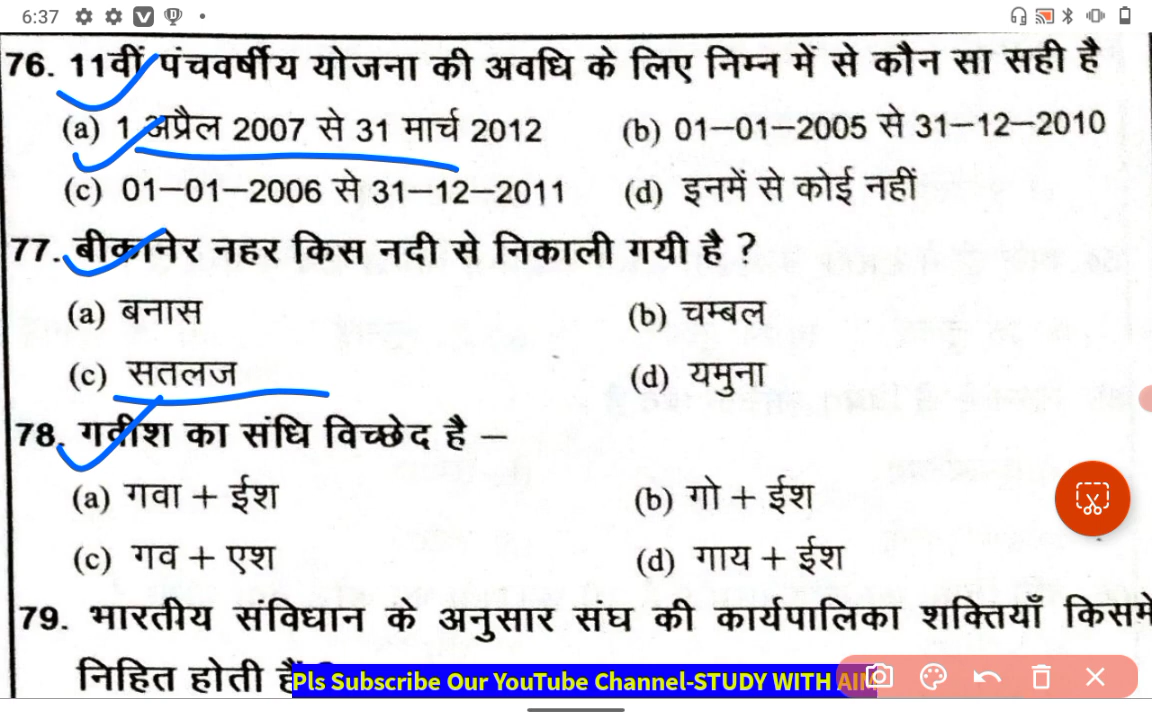 6:37
76. 11वीं पंचवर्षीय योजना की अवधि के लिए निम्न में से कौन सा सही है
(a) 1 अप्रैल 2007 से 31 मार्च 2012 (b) 01–01–2005 से 31–12–2010
(c) 01–01–2006 से 31–12–2011 (d) इनमें से कोई नहीं
77. बीकानेर नहर किस नदी से निकाली गयी है ?
(a) बनास (b) चम्बल
(c) सतलज (d) यमुना
78. गवीश का संधि विच्छेद है –
(a) गवा + ईश (b) गो + ईश
(c) गव + एश (d) गाय + ईश
79. भारतीय संविधान के अनुसार संघ की कार्यपालिका शक्तियाँ किसमे
निहित होती हैं
Pls Subscribe Our YouTube Channel-STUDY WITH AIM